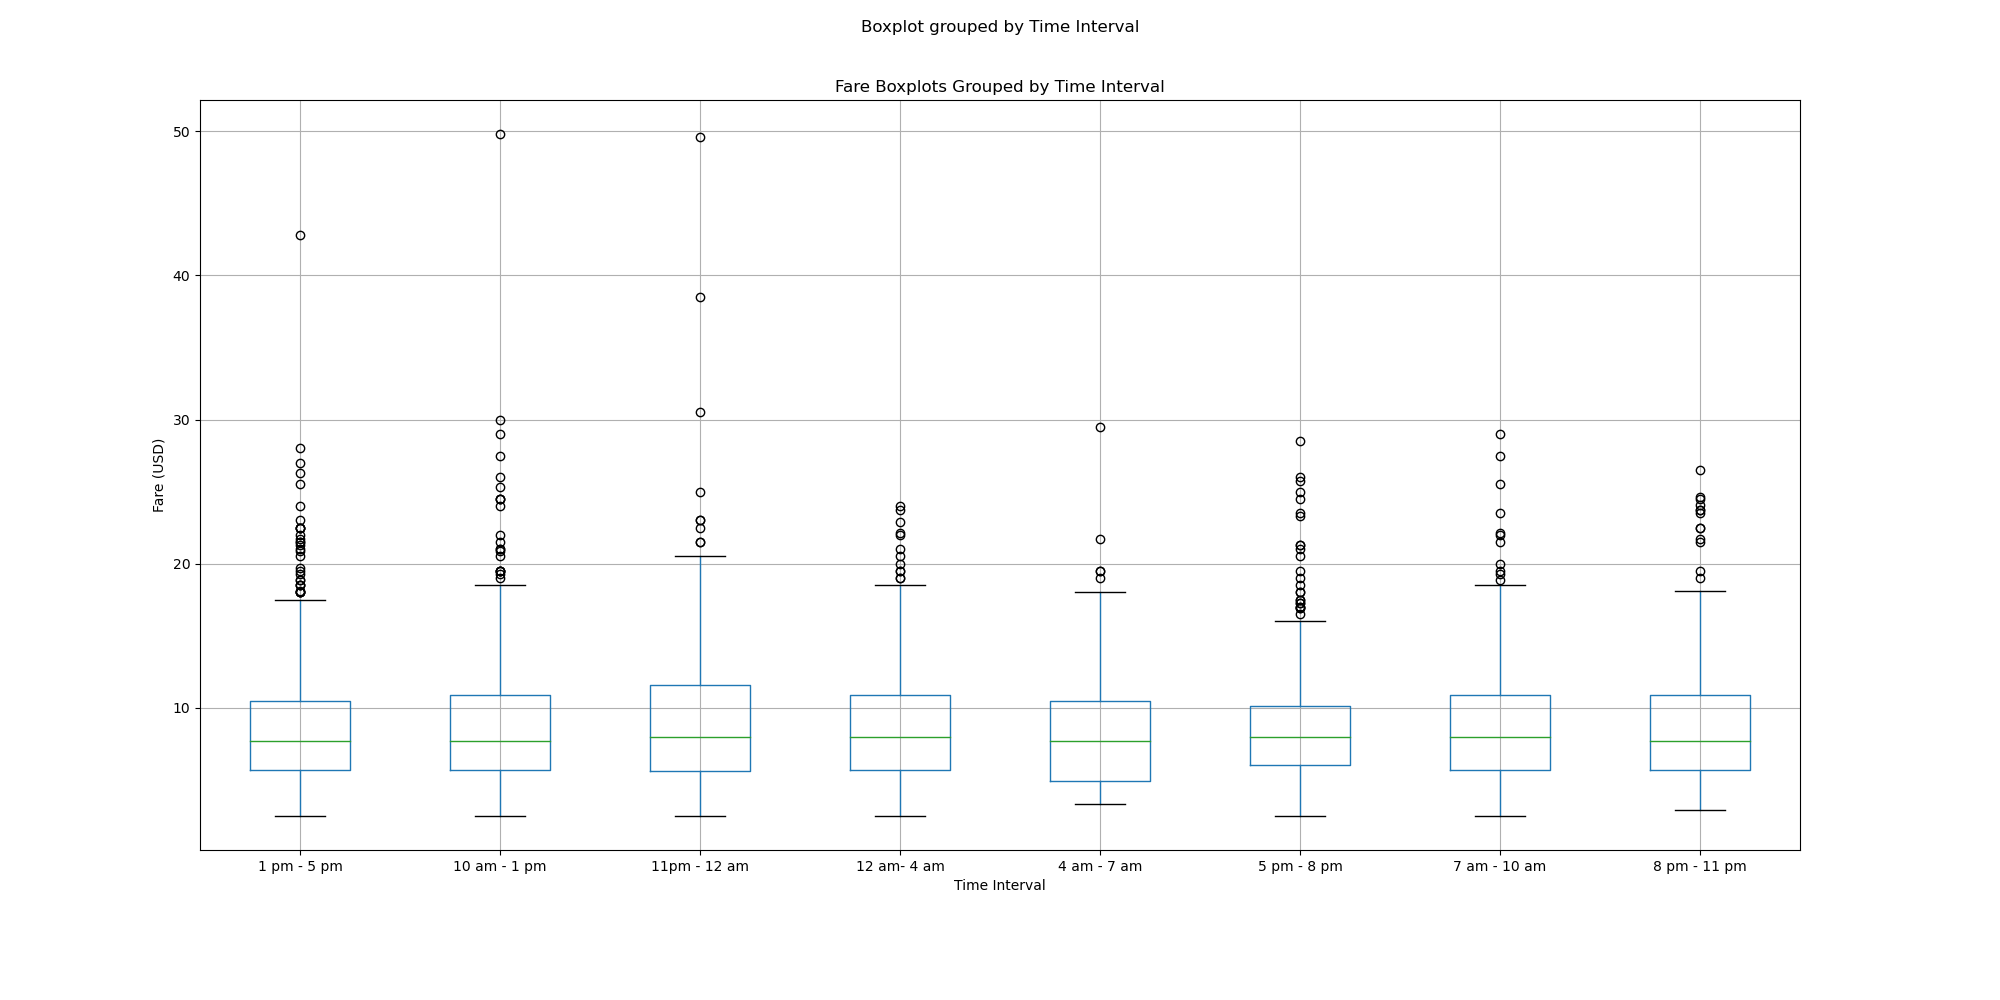 Boxplot grouped by Time Interval
Fare Boxplots Grouped by Time Interval
50
40
30
20
10
Fare (USD)
1 pm - 5 pm
10 am - 1 pm
11pm - 12 am
12 am- 4 am
4 am - 7 am
5 pm - 8 pm
7 am - 10 am
8 pm - 11 pm
Time Interval